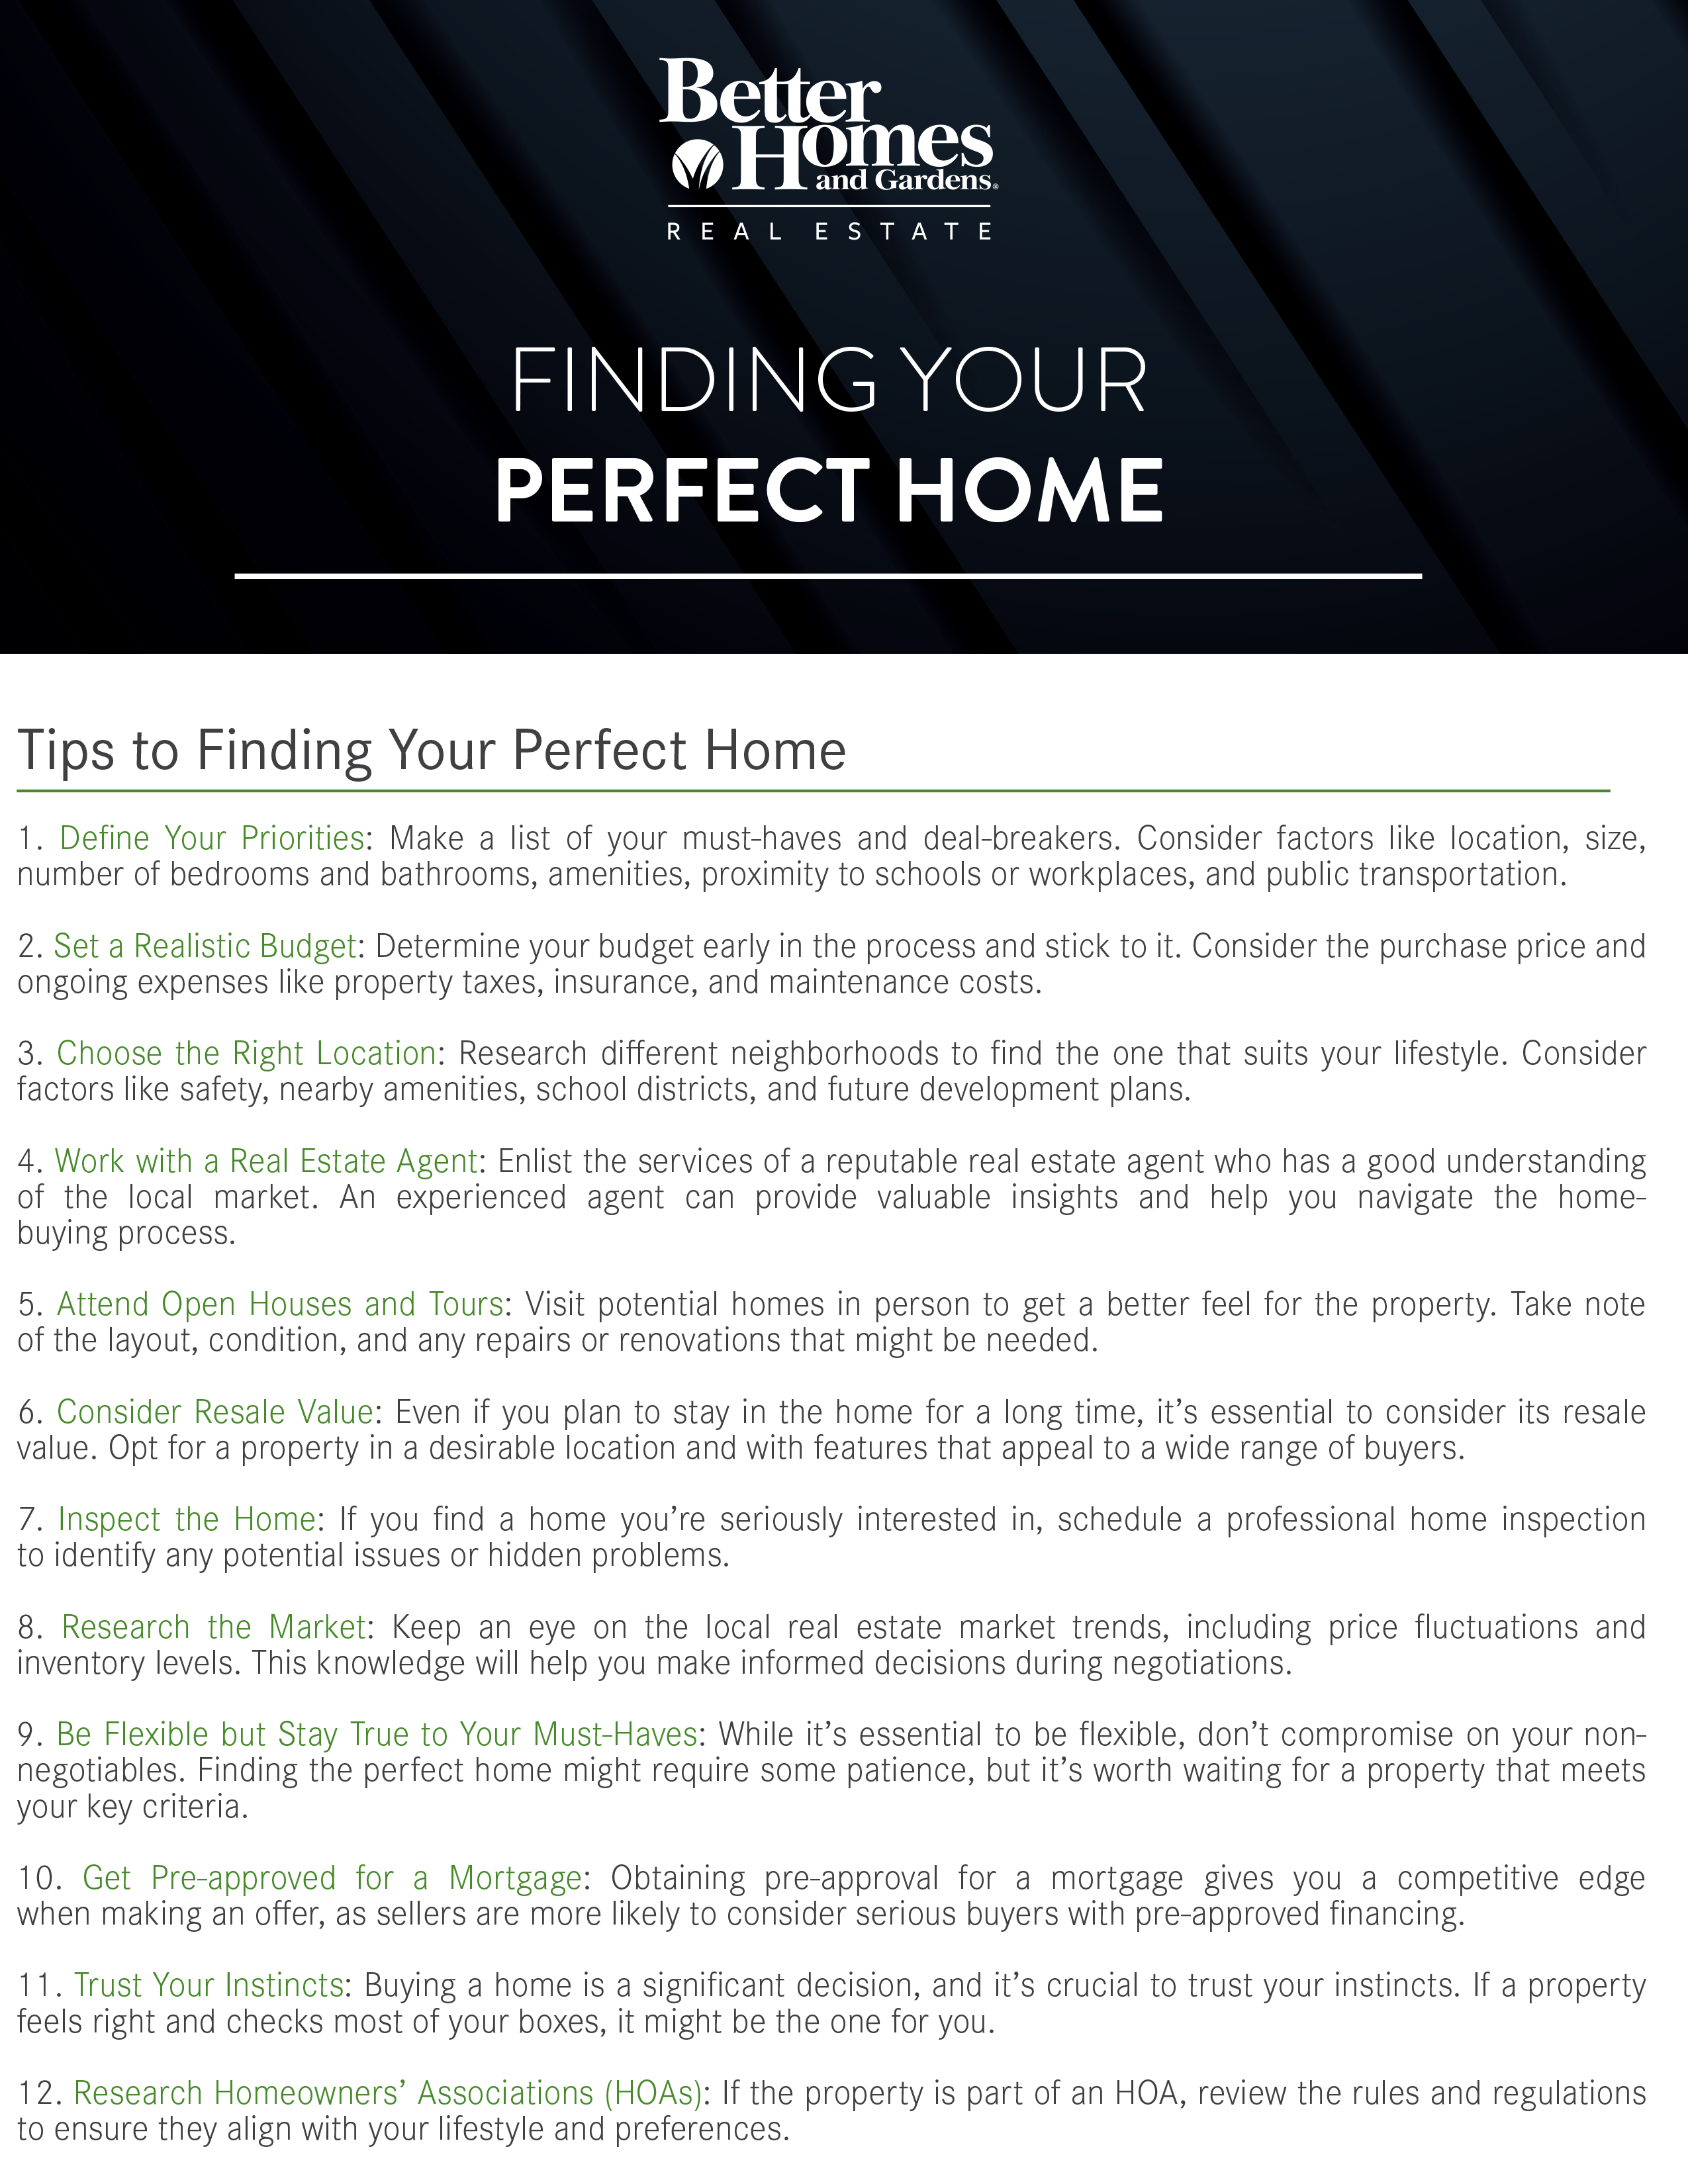 Better
Homes
and Gardens®
REAL ESTATE
FINDING YOUR
PERFECT HOME
Tips to Finding Your Perfect Home
1. Define Your Priorities: Make a list of your must-haves and deal-breakers. Consider factors like location, size,
number of bedrooms and bathrooms, amenities, proximity to schools or workplaces, and public transportation.
2. Set a Realistic Budget: Determine your budget early in the process and stick to it. Consider the purchase price and
ongoing expenses like property taxes, insurance, and maintenance costs.
3. Choose the Right Location: Research different neighborhoods to find the one that suits your lifestyle. Consider
factors like safety, nearby amenities, school districts, and future development plans.
4. Work with a Real Estate Agent: Enlist the services of a reputable real estate agent who has a good understanding
of the local market. An experienced agent can provide valuable insights and help you navigate the home-
buying process.
5. Attend Open Houses and Tours: Visit potential homes in person to get a better feel for the property. Take note
of the layout, condition, and any repairs or renovations that might be needed.
6. Consider Resale Value: Even if you plan to stay in the home for a long time, it’s essential to consider its resale
value. Opt for a property in a desirable location and with features that appeal to a wide range of buyers.
7. Inspect the Home: If you find a home you’re seriously interested in, schedule a professional home inspection
to identify any potential issues or hidden problems.
8. Research the Market: Keep an eye on the local real estate market trends, including price fluctuations and
inventory levels. This knowledge will help you make informed decisions during negotiations.
9. Be Flexible but Stay True to Your Must-Haves: While it’s essential to be flexible, don’t compromise on your non-
negotiables. Finding the perfect home might require some patience, but it’s worth waiting for a property that meets
your key criteria.
10. Get Pre-approved for a Mortgage: Obtaining pre-approval for a mortgage gives you a competitive edge
when making an offer, as sellers are more likely to consider serious buyers with pre-approved financing.
11. Trust Your Instincts: Buying a home is a significant decision, and it’s crucial to trust your instincts. If a property
feels right and checks most of your boxes, it might be the one for you.
12. Research Homeowners’ Associations (HOAs): If the property is part of an HOA, review the rules and regulations
to ensure they align with your lifestyle and preferences.